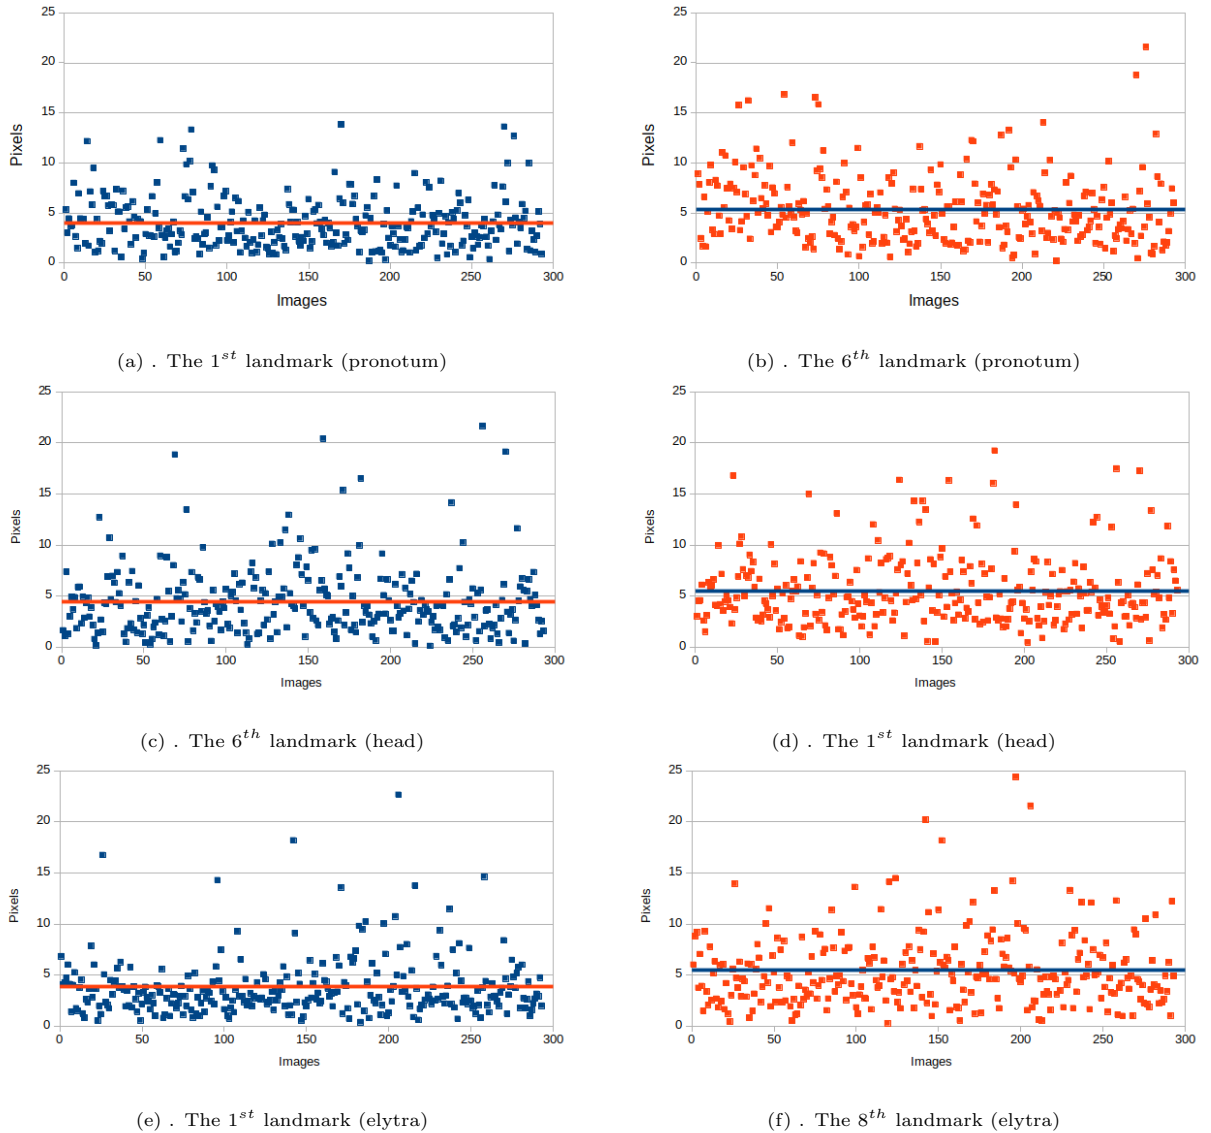 25
20
15
10
5
0
Pixels
0 50 100 150 200 250 300
Images
25
20
15
10
5
0
Pixels
0 50 100 150 200 250 300
Images
(a) . The 1st landmark (pronotum)
(b) . The 6th landmark (pronotum)
25
20
15
10
5
0
Pixels
0 50 100 150 200 250 300
Images
25
20
15
10
5
0
Pixels
0 50 100 150 200 250 300
Images
(c) . The 6th landmark (head)
(d) . The 1st landmark (head)
25
20
15
10
5
0
Pixels
0 50 100 150 200 250 300
Images
25
20
15
10
5
0
Pixels
0 50 100 150 200 250 300
Images
(e) . The 1st landmark (elytra)
(f) . The 8th landmark (elytra)